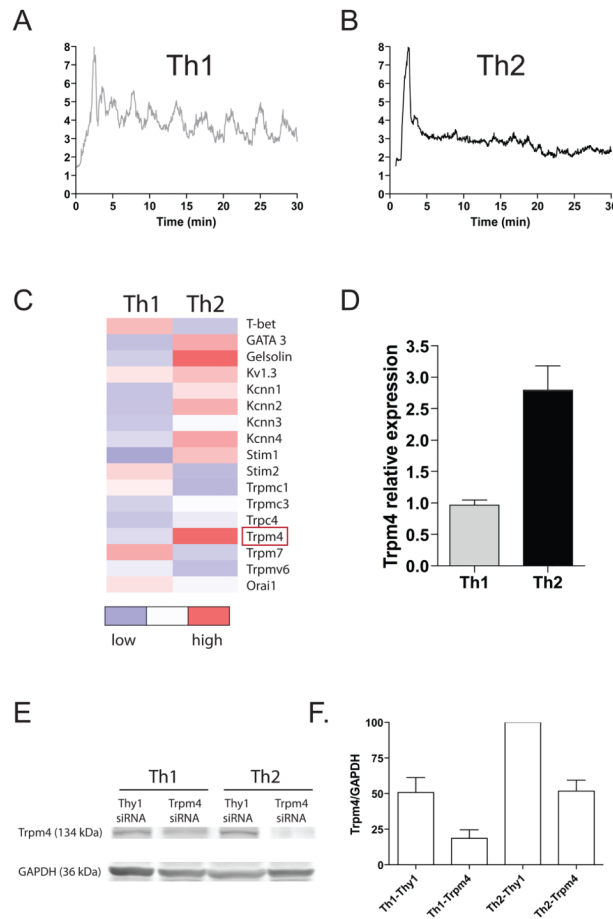 A
B
Th1
Th2
8
7
6
5
4
3
2
1
0
0 5 10 15 20 25 30
Time (min)
8
7
6
5
4
3
2
1
0
0 5 10 15 20 25 30
Time (min)
C
Th1 Th2
T-bet
GATA 3
Gelsolin
Kv1.3
Kcnn1
Kcnn2
Kcnn3
Kcnn4
Stim1
Stim2
Trpmc1
Trpmc3
Trpc4
Trpm4
Trpm7
Trpmv6
Orai1
low high
D
Trpm4 relative expression
3.5
3.0
2.5
2.0
1.5
1.0
0.5
0.0
Th1 Th2
E
Th1 Th2
Thy1 Trpm4 Thy1 Trpm4
siRNA siRNA siRNA siRNA
Trpm4 (134 kDa)
GAPDH (36 kDa)
F.
Trpm4/GAPDH
100
75
50
25
0
Th1-Thy1
Th1-Trpm4
Th2-Thy1
Th2-Trpm4